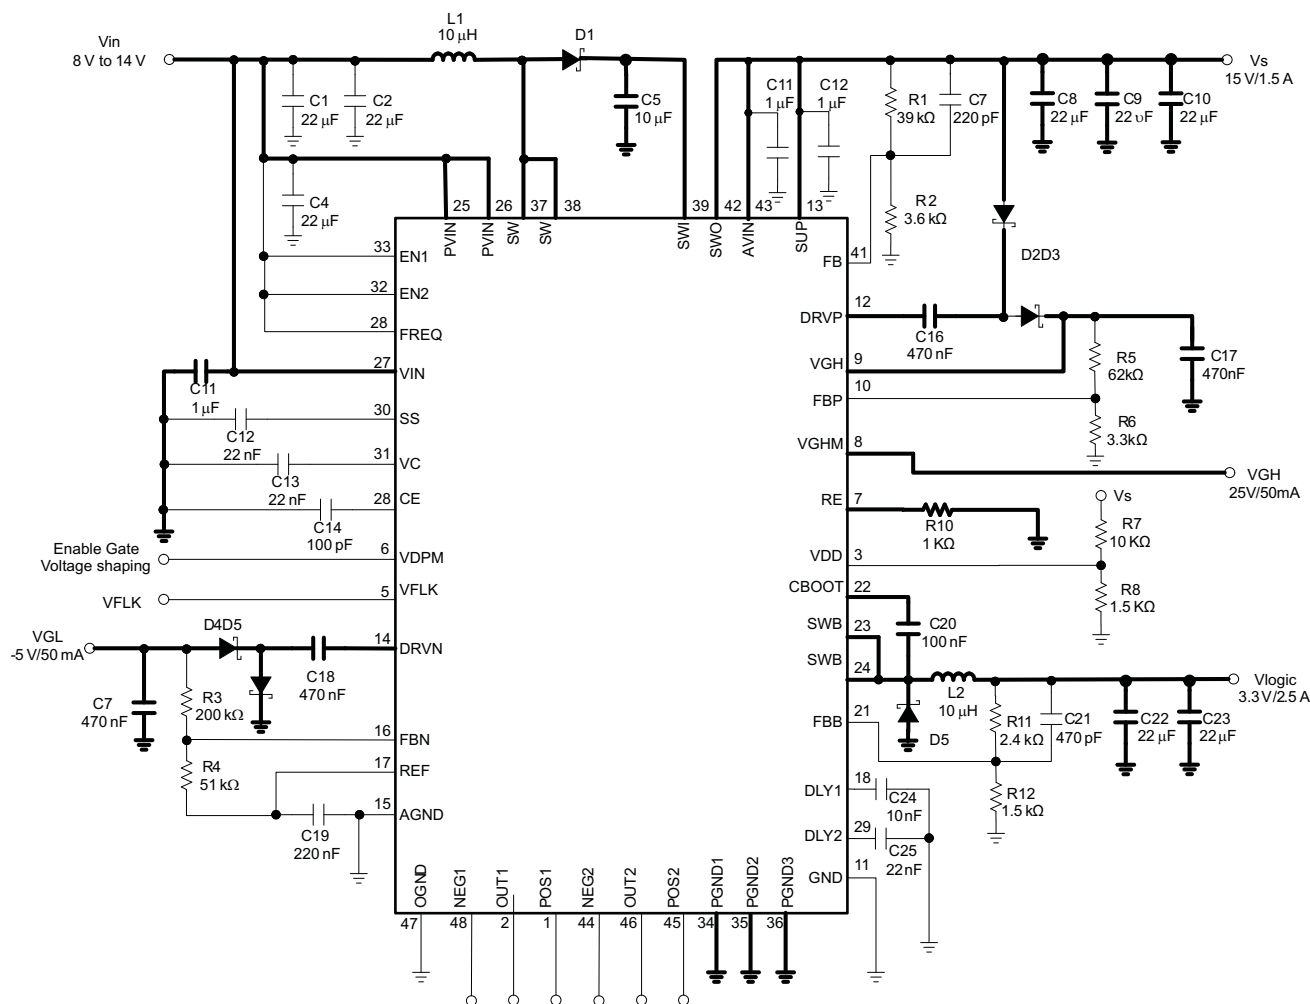 Vin
8 V to 14 V
L1
10 µH
D1
C1
22 µF
C2
22 µF
C5
10 µF
C4
22 µF
C11
1 µF
C12
1 µF
R1
39 kΩ
C7
220 pF
R2
3.6 kΩ
C8
22 µF
C9
22 υF
C10
22 µF
Vs
15 V/1.5 A
25
26
37
38
39
42
43
13
PVIN
PVIN
SW
SW
SWI
SWO
AVIN
SUP
33
EN1
32
EN2
28
FREQ
27
VIN
C11
1 µF
30
SS
C12
22 nF
31
VC
C13
22 nF
28
CE
C14
100 pF
Enable Gate
Voltage shaping
6
VDPM
VFLK
5
VFLK
VGL
-5 V/50 mA
D4D5
14
DRVN
C18
470 nF
C7
470 nF
R3
200 kΩ
16
FBN
R4
51 kΩ
17
REF
15
AGND
C19
220 nF
FB
41
D2D3
DRVP
12
C16
470 nF
VGH
9
R5
62kΩ
C17
470nF
FBP
10
R6
3.3kΩ
VGHM
8
VGH
25V/50mA
RE
7
R10
1 KΩ
Vs
R7
10 KΩ
VDD
3
R8
1.5 KΩ
CBOOT
22
C20
100 nF
SWB
23
SWB
24
L2
10 µH
Vlogic
3.3 V/2.5 A
D5
FBB
21
R11
2.4 kΩ
C21
470 pF
C22
22 µF
C23
22 µF
R12
1.5 kΩ
DLY1
18
C24
10 nF
DLY2
29
C25
22 nF
GND
11
OGND
NEG1
OUT1
POS1
NEG2
OUT2
POS2
PGND1
PGND2
PGND3
47
48
2
1
44
46
45
34
35
36